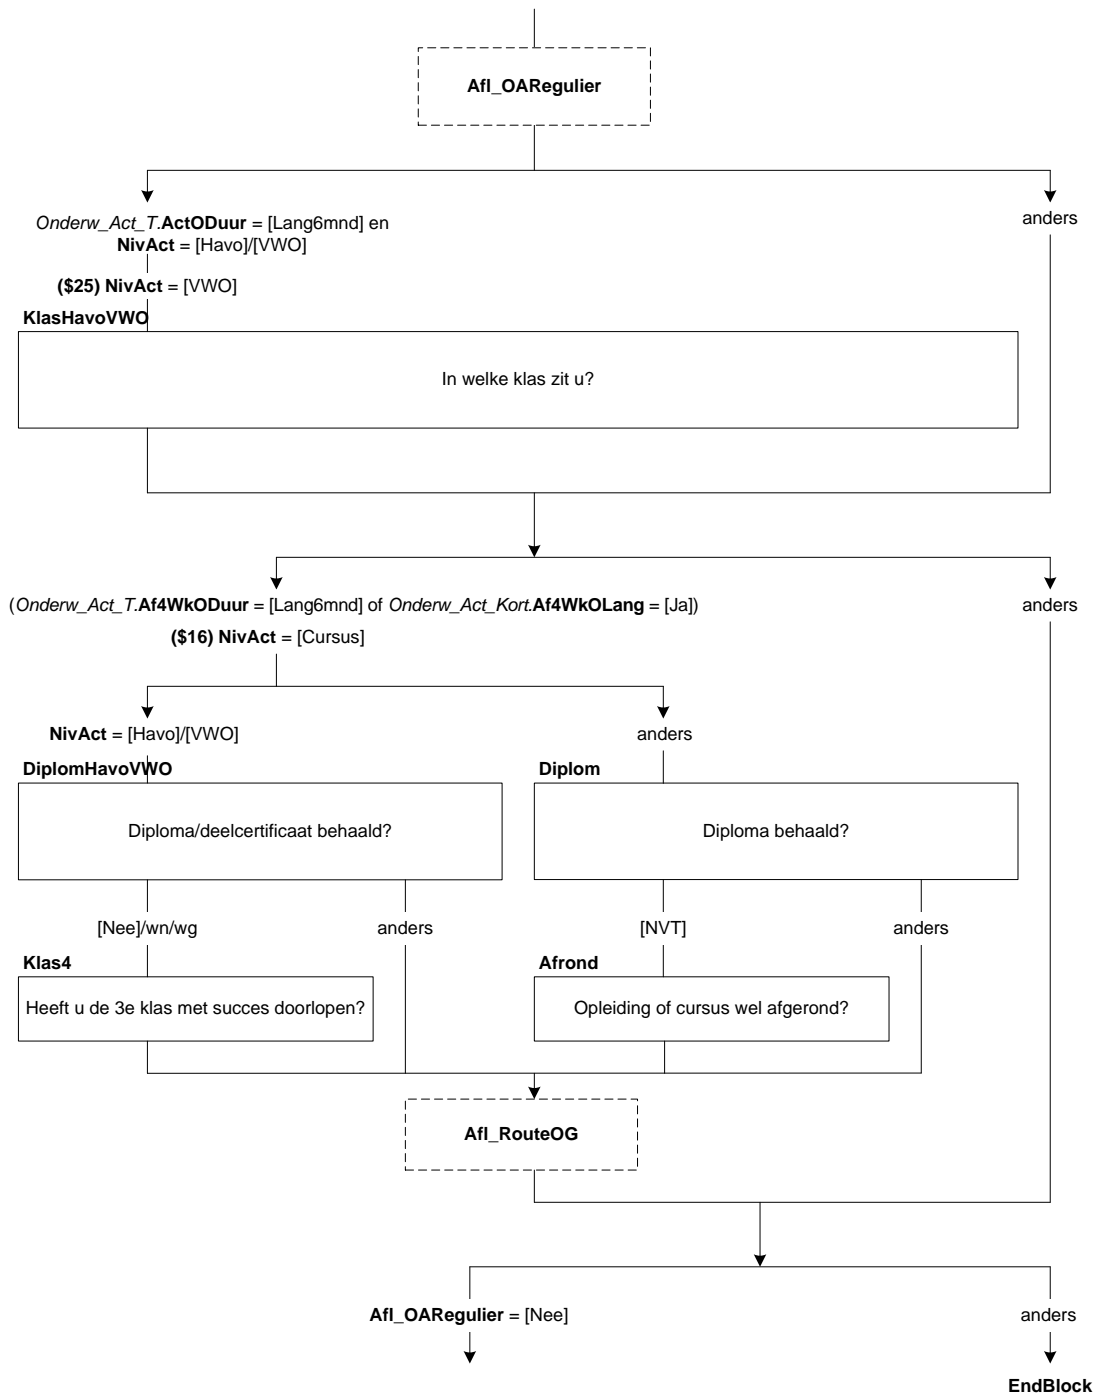 Afl_OARegulier
Onderw_Act_T.ActODuur = [Lang6mnd] en
NivAct = [Havo]/[VWO]
anders
($25) NivAct = [VWO]
KlasHavoVWO
In welke klas zit u?
(Onderw_Act_T.Af4WkODuur = [Lang6mnd] of Onderw_Act_Kort.Af4WkOLang = [Ja])
anders
($16) NivAct = [Cursus]
NivAct = [Havo]/[VWO]
anders
DiplomHavoVWO
Diplom
Diploma/deelcertificaat behaald?
Diploma behaald?
[Nee]/wn/wg
anders
[NVT]
anders
Klas4
Afrond
Heeft u de 3e klas met succes doorlopen?
Opleiding of cursus wel afgerond?
Afl_RouteOG
Afl_OARegulier = [Nee]
anders
EndBlock